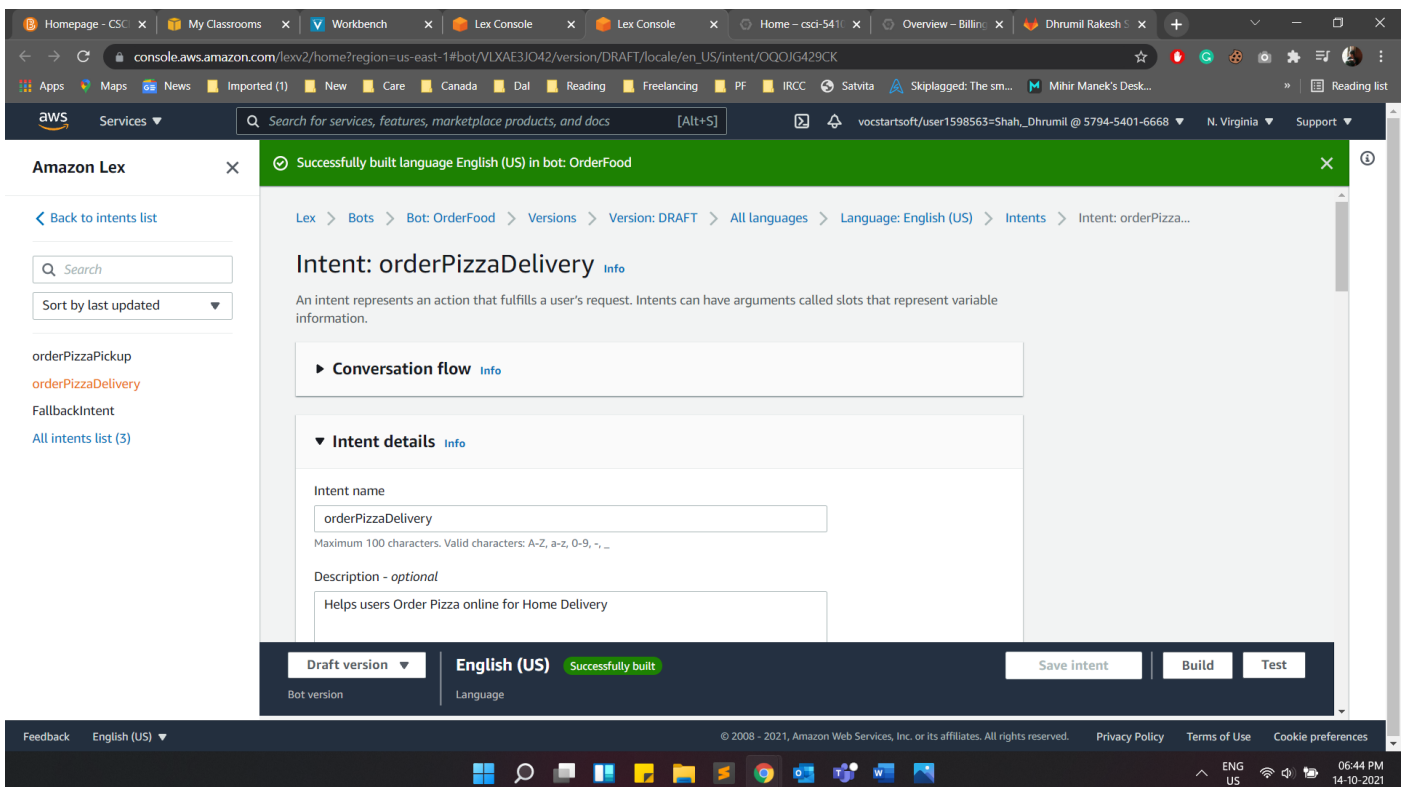 Homepage - CSC
My Classrooms
Workbench
Lex Console
Lex Console
Home – csci-541
Overview – Billing
Dhrumil Rakesh S
console.aws.amazon.com/lexv2/home?region=us-east-1#bot/VLXAE3JO42/version/DRAFT/locale/en_US/intent/OQOJG429CK
Apps Maps News Imported (1) New Care Canada Dal Reading Freelancing PF IRCC Satvita Skiplagged: The sm... Mihir Manek's Desk... » Reading list
aws Services ▼ Search for services, features, marketplace products, and docs [Alt+S] vocstartsoft/user1598563=Shah,_Dhrumil @ 5794-5401-6668 ▼ N. Virginia ▼ Support ▼
Amazon Lex
Successfully built language English (US) in bot: OrderFood
Back to intents list
Search
Sort by last updated
orderPizzaPickup
orderPizzaDelivery
FallbackIntent
All intents list (3)
Lex > Bots > Bot: OrderFood > Versions > Version: DRAFT > All languages > Language: English (US) > Intents > Intent: orderPizza...
Intent: orderPizzaDelivery Info
An intent represents an action that fulfills a user's request. Intents can have arguments called slots that represent variable
information.
Conversation flow Info
Intent details Info
Intent name
orderPizzaDelivery
Maximum 100 characters. Valid characters: A-Z, a-z, 0-9, -, _
Description - optional
Helps users Order Pizza online for Home Delivery
Draft version ▼ English (US) Successfully built Save intent Build Test
Bot version Language
Feedback English (US) ▼ © 2008 - 2021, Amazon Web Services, Inc. or its affiliates. All rights reserved. Privacy Policy Terms of Use Cookie preferences
ENG
US
06:44 PM
14-10-2021